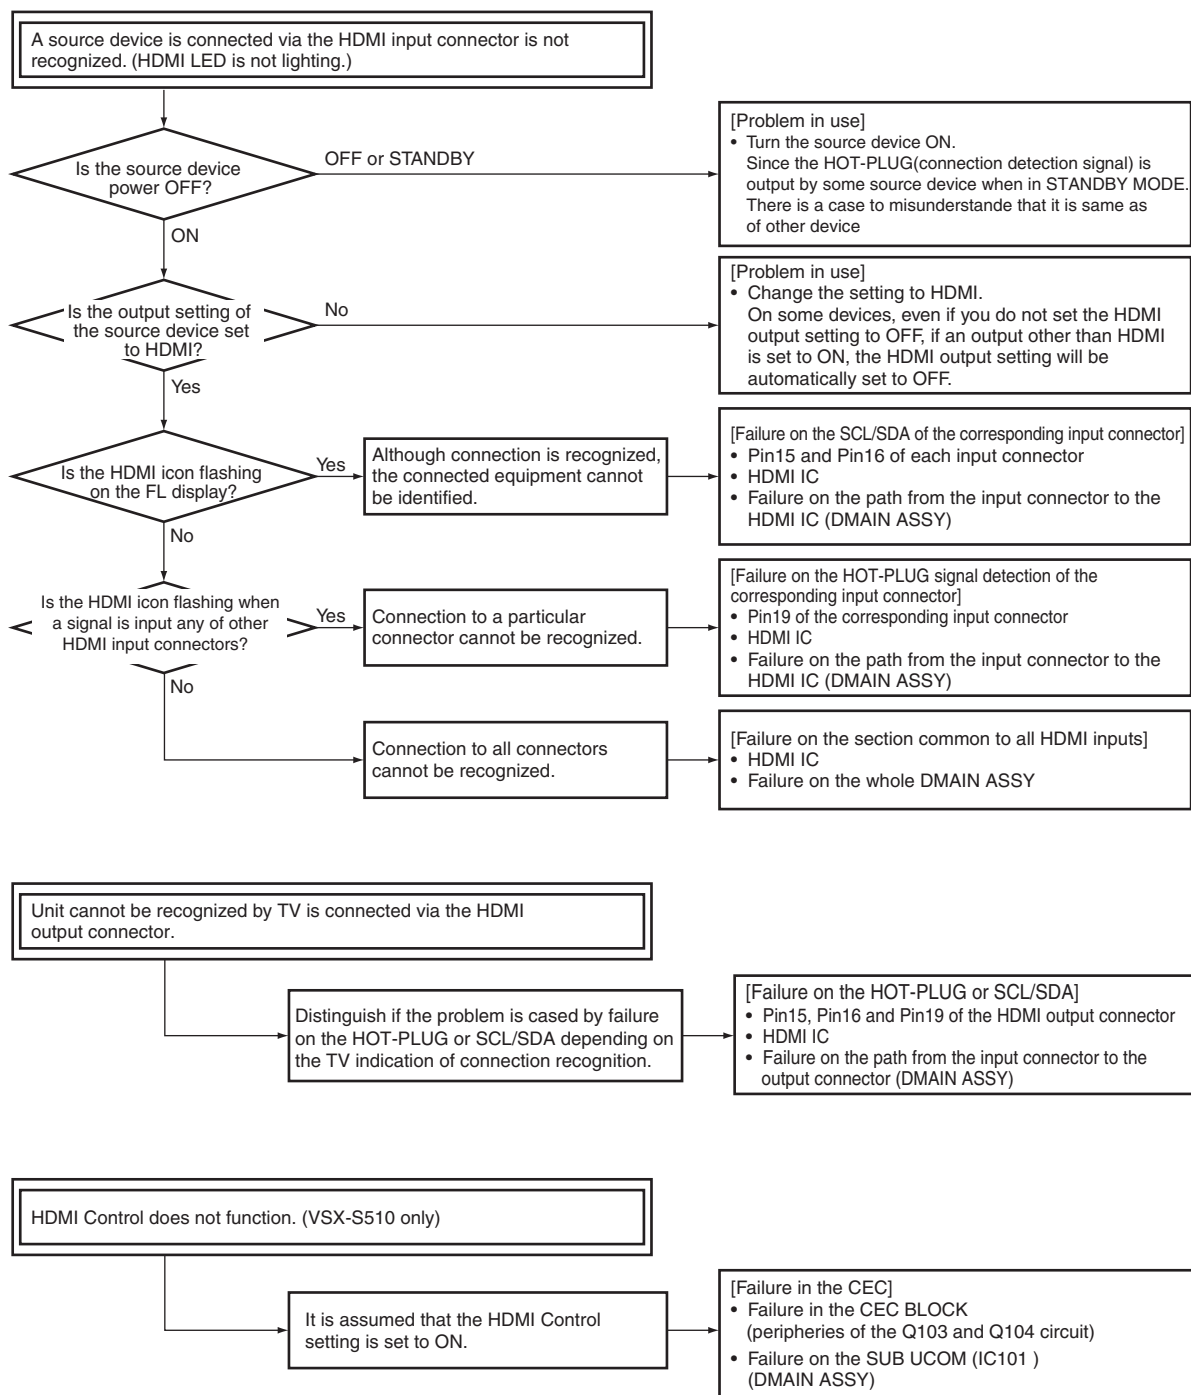 A source device is connected via the HDMI input connector is not
recognized. (HDMI LED is not lighting.)
Is the source device
power OFF?
OFF or STANDBY
ON
[Problem in use]
• Turn the source device ON.
Since the HOT-PLUG(connection detection signal) is
output by some source device when in STANDBY MODE.
There is a case to misunderstande that it is same as
of other device
Is the output setting of
the source device set
to HDMI?
No
Yes
[Problem in use]
• Change the setting to HDMI.
On some devices, even if you do not set the HDMI
output setting to OFF, if an output other than HDMI
is set to ON, the HDMI output setting will be
automatically set to OFF.
Is the HDMI icon flashing
on the FL display?
Yes
No
Although connection is recognized,
the connected equipment cannot
be identified.
[Failure on the SCL/SDA of the corresponding input connector]
• Pin15 and Pin16 of each input connector
• HDMI IC
• Failure on the path from the input connector to the
HDMI IC (DMAIN ASSY)
Is the HDMI icon flashing when
a signal is input any of other
HDMI input connectors?
Yes
No
Connection to a particular
connector cannot be recognized.
[Failure on the HOT-PLUG signal detection of the
corresponding input connector]
• Pin19 of the corresponding input connector
• HDMI IC
• Failure on the path from the input connector to the
HDMI IC (DMAIN ASSY)
Connection to all connectors
cannot be recognized.
[Failure on the section common to all HDMI inputs]
• HDMI IC
• Failure on the whole DMAIN ASSY
Unit cannot be recognized by TV is connected via the HDMI
output connector.
Distinguish if the problem is cased by failure
on the HOT-PLUG or SCL/SDA depending on
the TV indication of connection recognition.
[Failure on the HOT-PLUG or SCL/SDA]
• Pin15, Pin16 and Pin19 of the HDMI output connector
• HDMI IC
• Failure on the path from the input connector to the
output connector (DMAIN ASSY)
HDMI Control does not function. (VSX-S510 only)
It is assumed that the HDMI Control
setting is set to ON.
[Failure in the CEC]
• Failure in the CEC BLOCK
(peripheries of the Q103 and Q104 circuit)
• Failure on the SUB UCOM (IC101 )
(DMAIN ASSY)